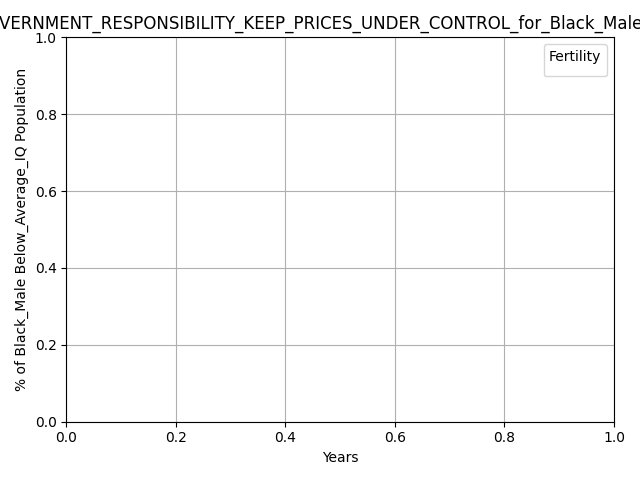 VERNMENT_RESPONSIBILITY_KEEP_PRICES_UNDER_CONTROL_for_Black_Male
Fertility
% of Black_Male Below_Average_IQ Population
1.0
0.8
0.6
0.4
0.2
0.0
0.0 0.2 0.4 0.6 0.8 1.0
Years